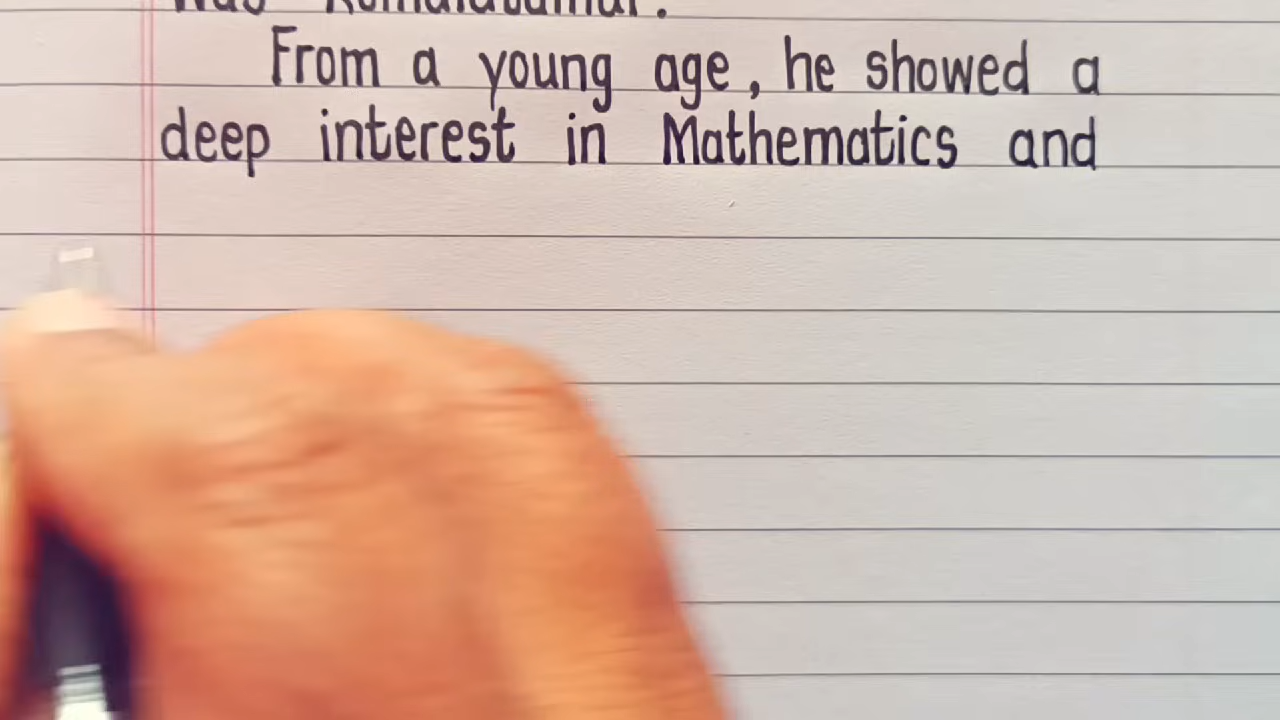 From a young age, he showed a
deep interest in Mathematics and